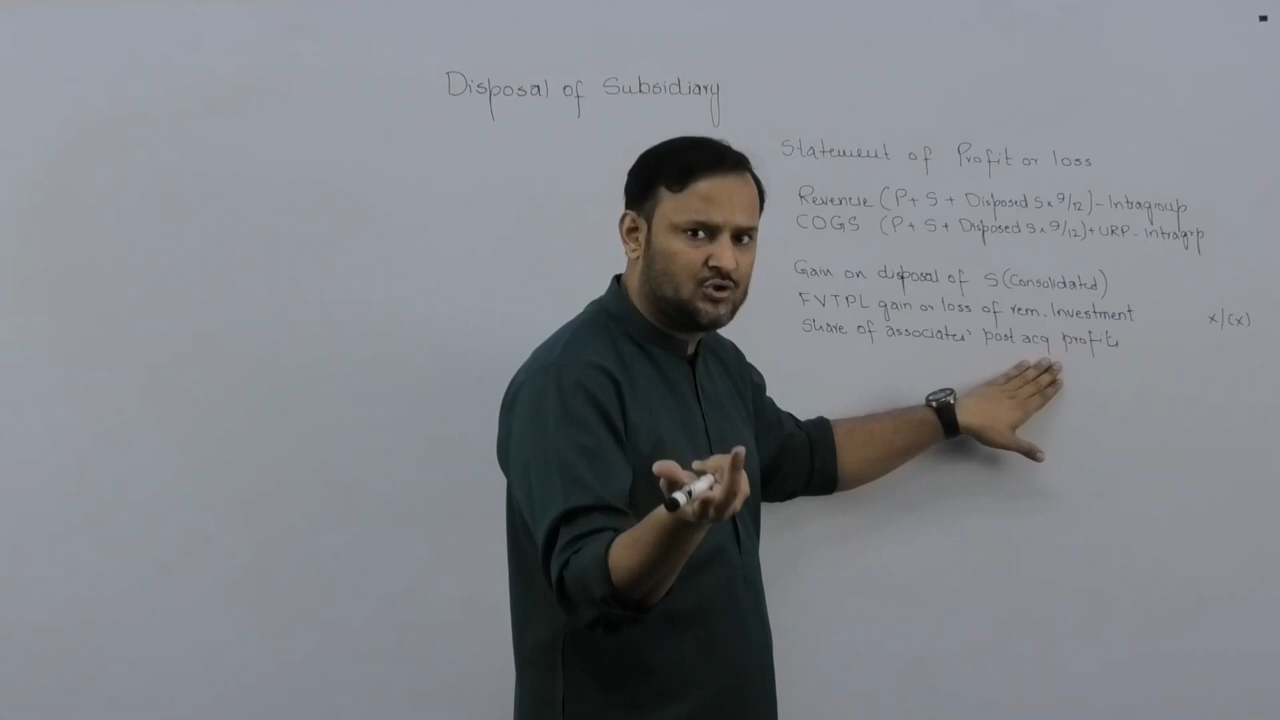 Disposal of Subsidiary
Statement of Profit or loss
Revenue (P+ S + Disposed S x 9/12) - Intragroup
COGS (P+ S + Disposed S x 9/12) + URP - Intragrp
Gain on disposal of S (Consolidated)
FVTPL gain or loss of rem. Investment x/(x)
Share of associates' post acq profits